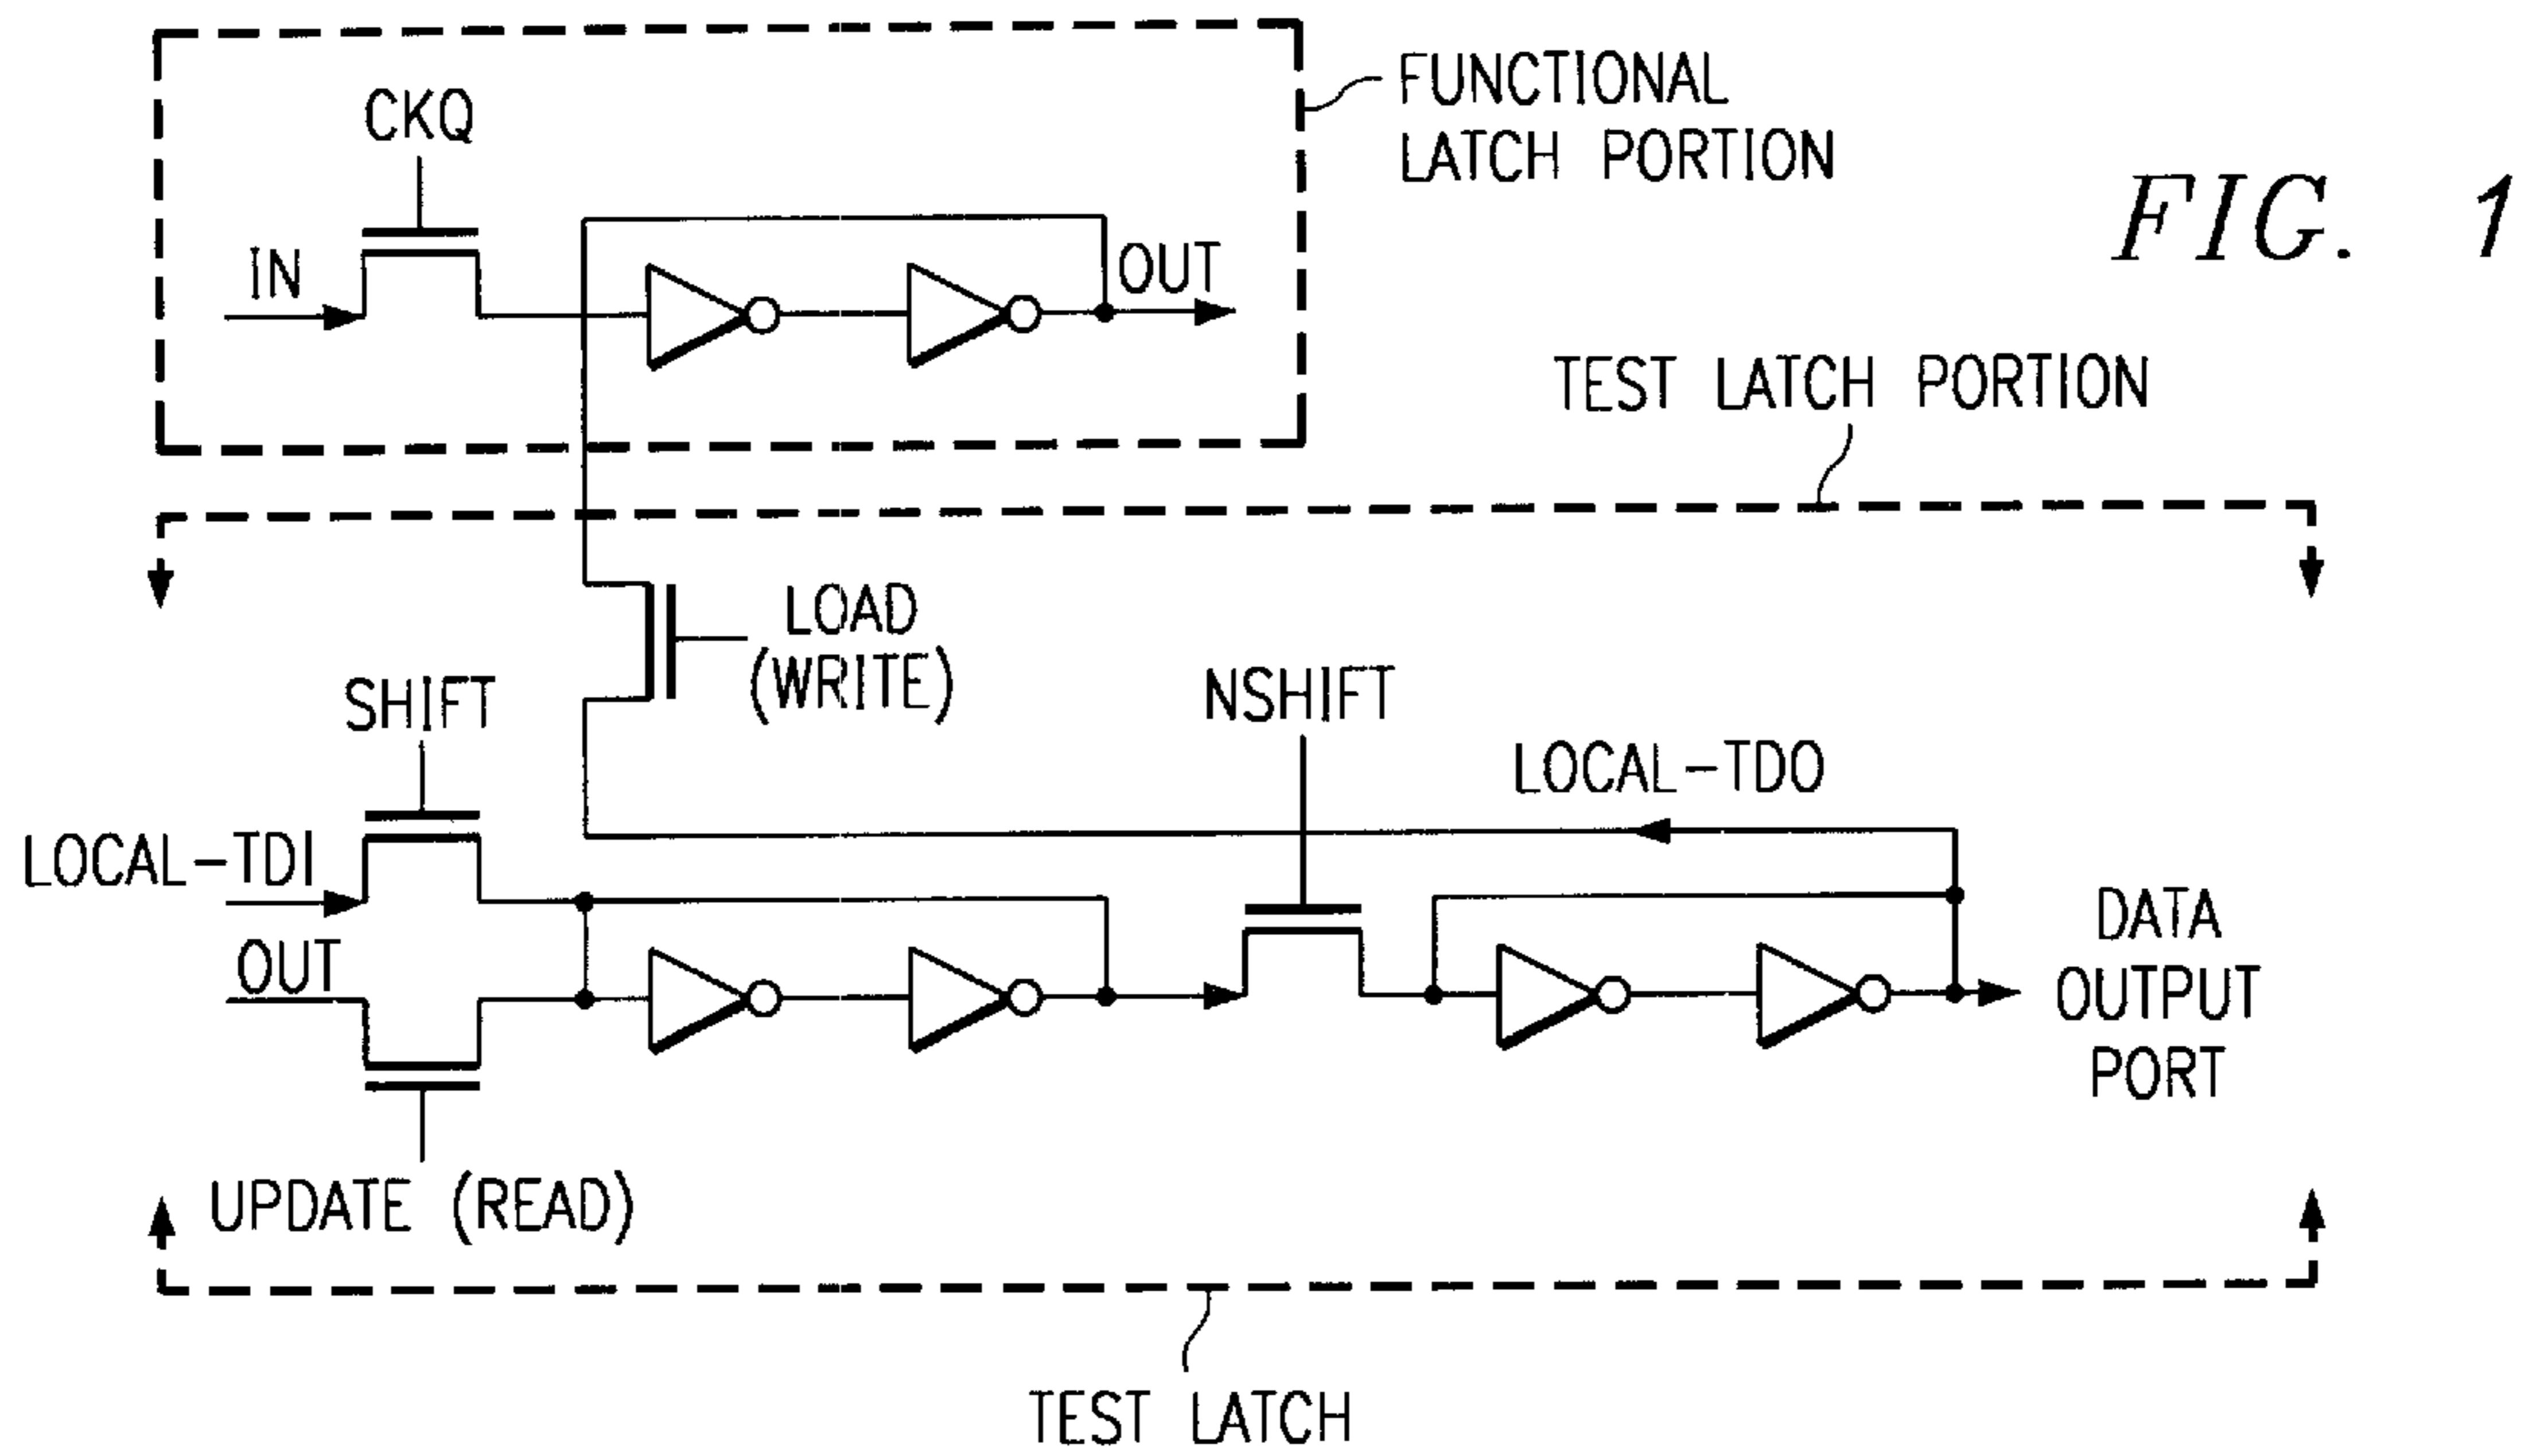 FUNCTIONAL
LATCH PORTION
CKQ
FIG. 1
IN
OUT
TEST LATCH PORTION
LOAD
(WRITE)
SHIFT
NSHIFT
LOCAL-TDO
LOCAL-TDI
OUT
DATA
OUTPUT
PORT
UPDATE (READ)
TEST LATCH